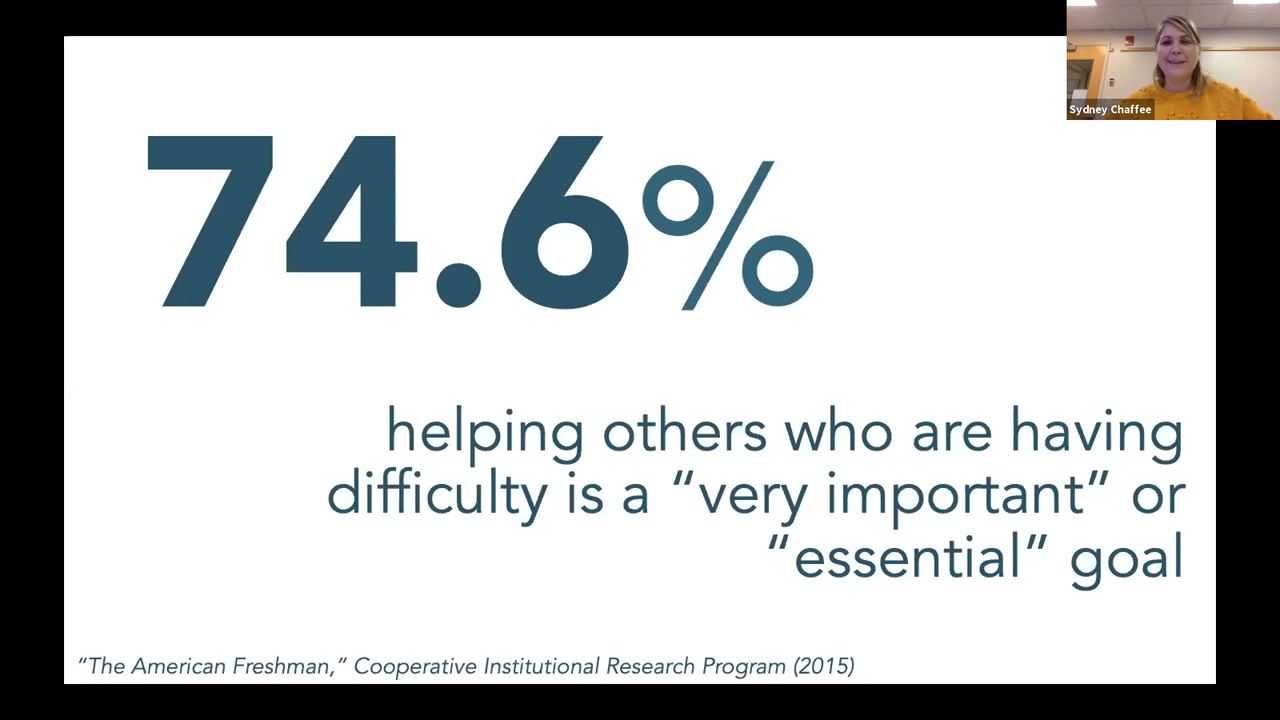 Sydney Chaffee
74.6%
helping others who are having
difficulty is a “very important” or
“essential” goal
“The American Freshman,” Cooperative Institutional Research Program (2015)